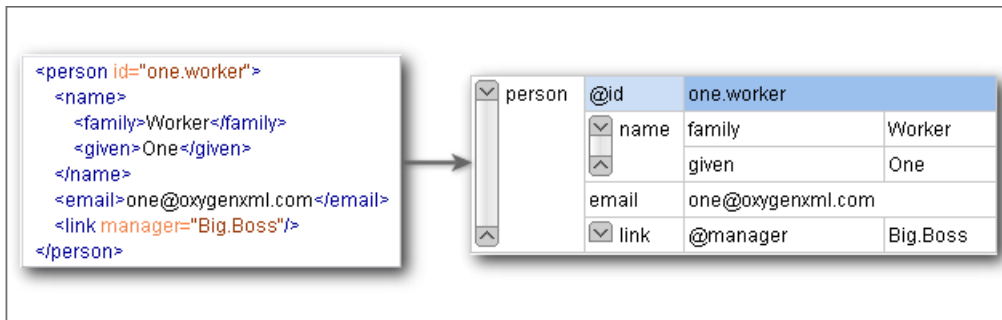 <person id="one.worker">
<name>
<family>Worker</family>
<given>One</given>
</name>
<email>one@oxygenxml.com</email>
<link manager="Big.Boss"/>
</person>
person @id one.worker
name family Worker
given One
email one@oxygenxml.com
link @manager Big.Boss